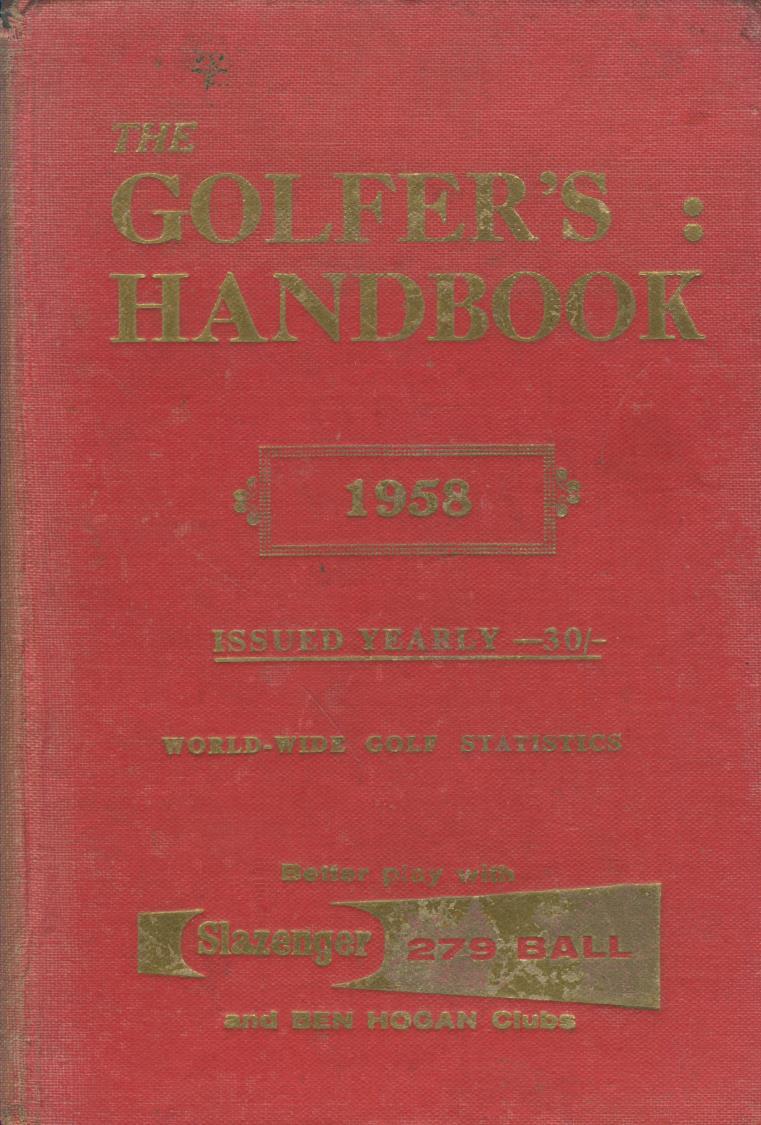 THE
GOLFER'S :
HANDBOOK
1958
ISSUED YEARLY —30/-
WORLD-WIDE GOLF STATISTICS
Better play with
Slazenger 279 BALL
and BEN HOGAN Clubs